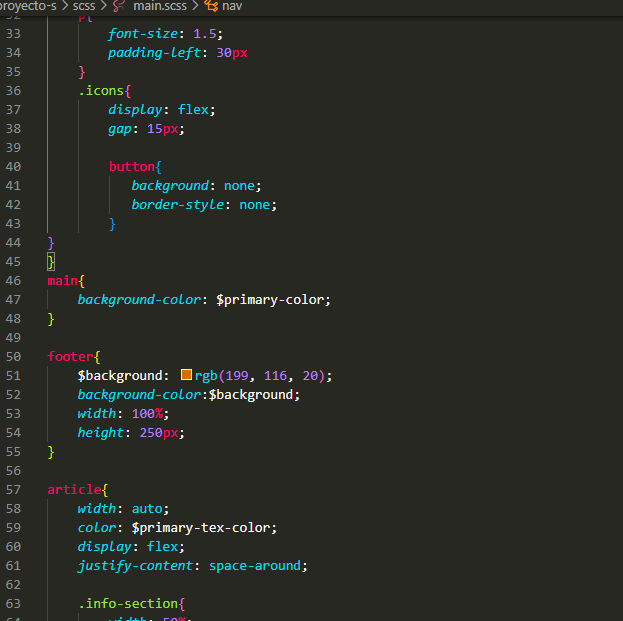 proyecto-s > scss > main.scss > nav
32 p{
33 font-size: 1.5;
34 padding-left: 30px
35 }
36 .icons{
37 display: flex;
38 gap: 15px;
39
40 button{
41 background: none;
42 border-style: none;
43 }
44 }
45 }
46 main{
47 background-color: $primary-color;
48 }
49
50 footer{
51 $background: rgb(199, 116, 20);
52 background-color:$background;
53 width: 100%;
54 height: 250px;
55 }
56
57 article{
58 width: auto;
59 color: $primary-tex-color;
60 display: flex;
61 justify-content: space-around;
62
63 .info-section{
64 width: 50%;